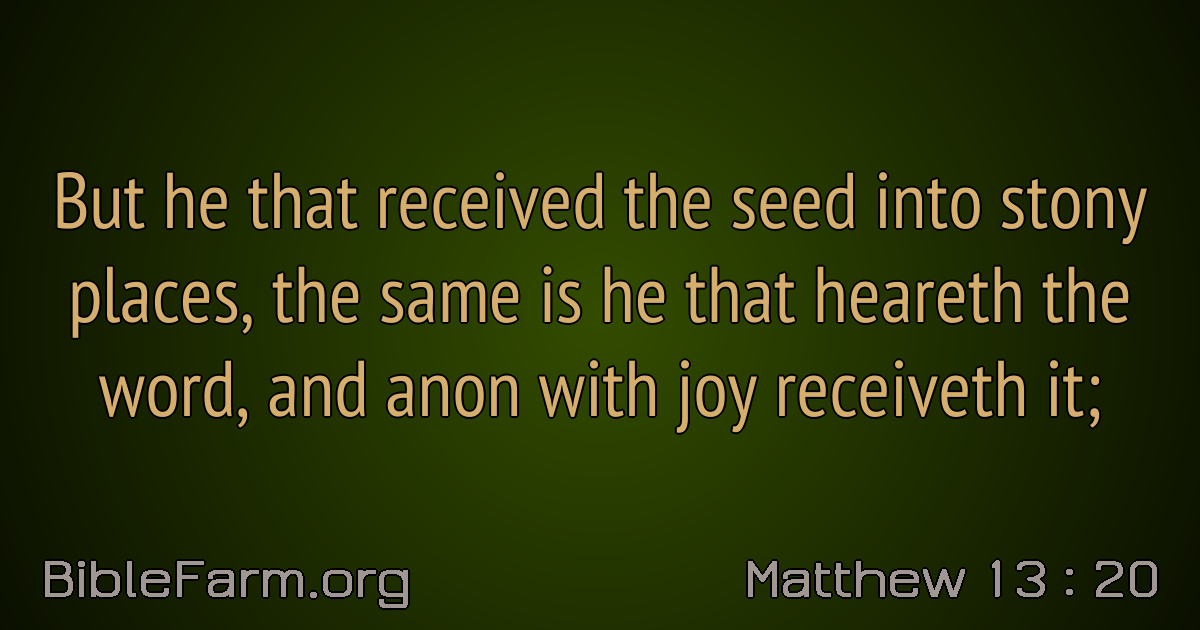 But he that received the seed into stony
places, the same is he that heareth the
word, and anon with joy receiveth it;
BibleFarm.org
Matthew 13 : 20